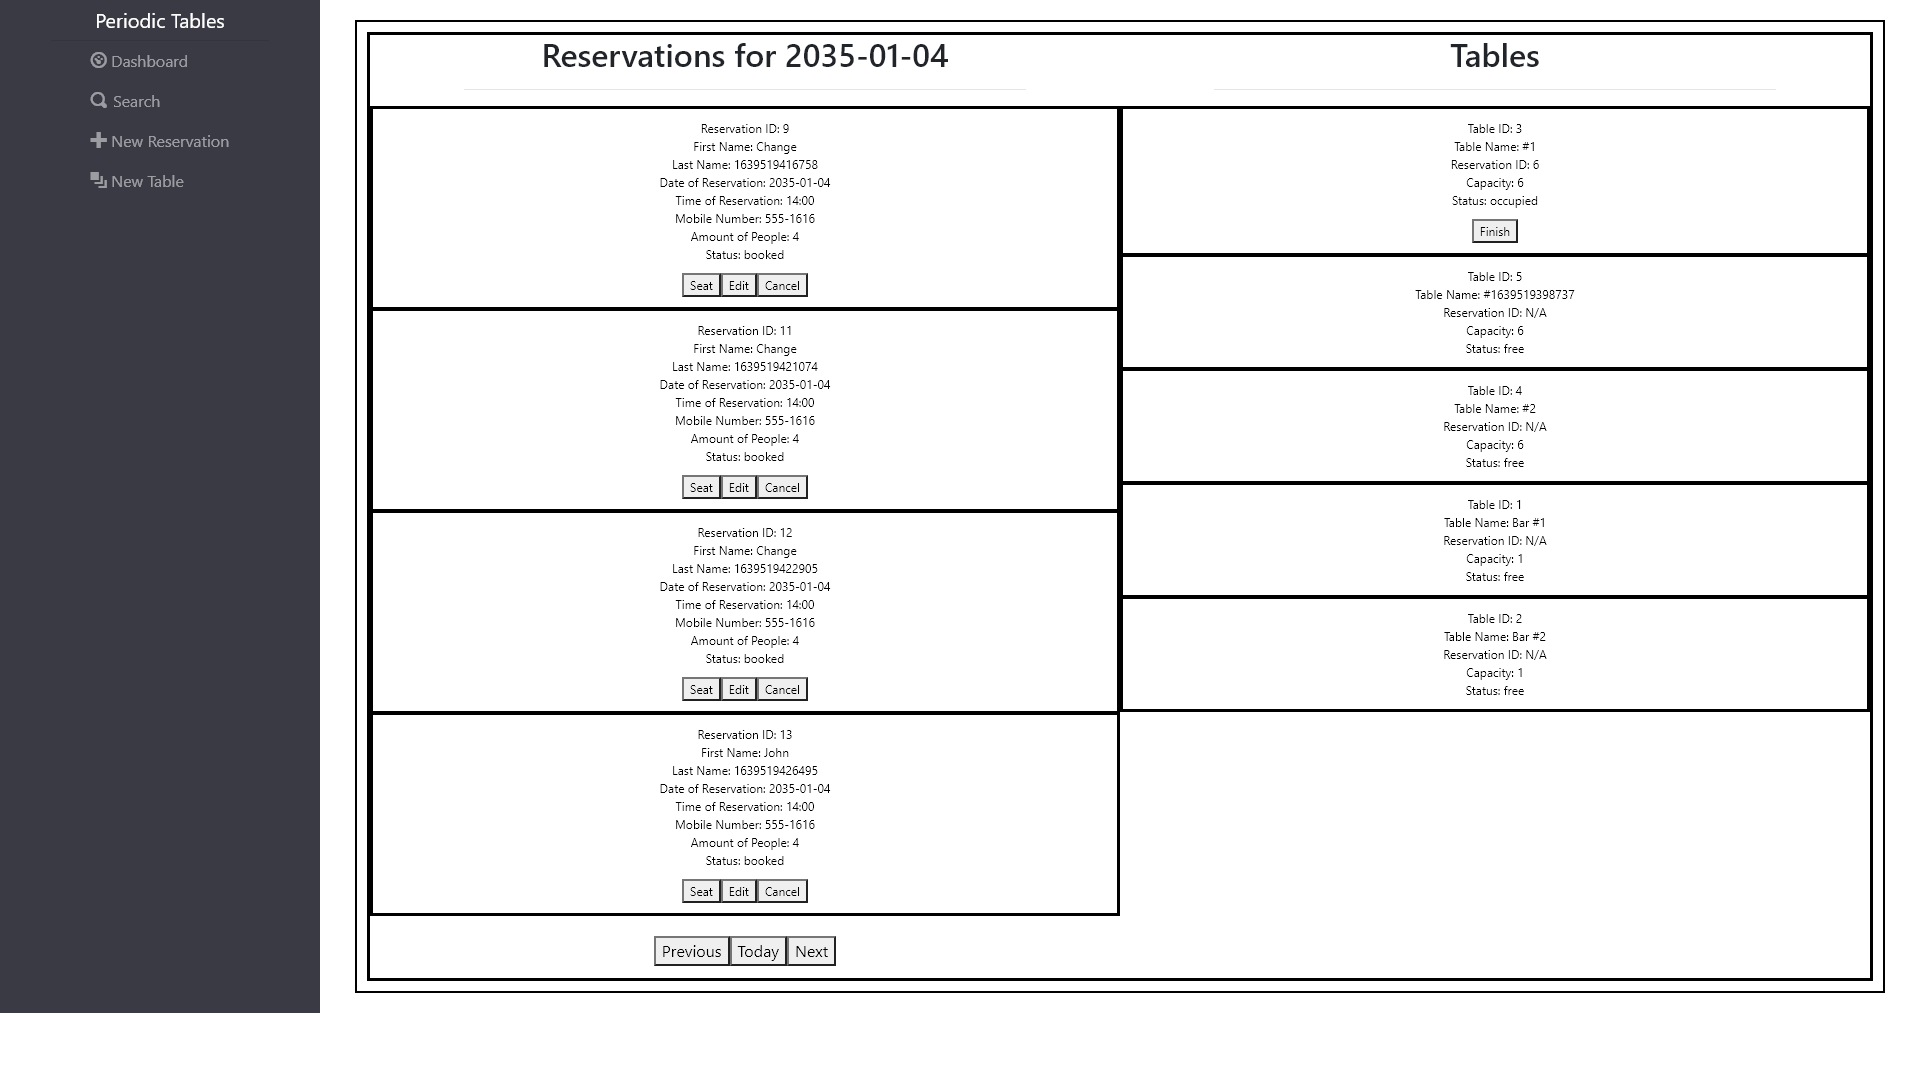 Periodic Tables
Dashboard
Search
New Reservation
New Table
Reservations for 2035-01-04
Reservation ID: 9
First Name: Change
Last Name: 1639519416758
Date of Reservation: 2035-01-04
Time of Reservation: 14:00
Mobile Number: 555-1616
Amount of People: 4
Status: booked
Seat Edit Cancel
Reservation ID: 11
First Name: Change
Last Name: 1639519421074
Date of Reservation: 2035-01-04
Time of Reservation: 14:00
Mobile Number: 555-1616
Amount of People: 4
Status: booked
Seat Edit Cancel
Reservation ID: 12
First Name: Change
Last Name: 1639519422905
Date of Reservation: 2035-01-04
Time of Reservation: 14:00
Mobile Number: 555-1616
Amount of People: 4
Status: booked
Seat Edit Cancel
Reservation ID: 13
First Name: John
Last Name: 1639519426495
Date of Reservation: 2035-01-04
Time of Reservation: 14:00
Mobile Number: 555-1616
Amount of People: 4
Status: booked
Seat Edit Cancel
Previous Today Next
Tables
Table ID: 3
Table Name: #1
Reservation ID: 6
Capacity: 6
Status: occupied
Finish
Table ID: 5
Table Name: #1639519398737
Reservation ID: N/A
Capacity: 6
Status: free
Table ID: 4
Table Name: #2
Reservation ID: N/A
Capacity: 6
Status: free
Table ID: 1
Table Name: Bar #1
Reservation ID: N/A
Capacity: 1
Status: free
Table ID: 2
Table Name: Bar #2
Reservation ID: N/A
Capacity: 1
Status: free